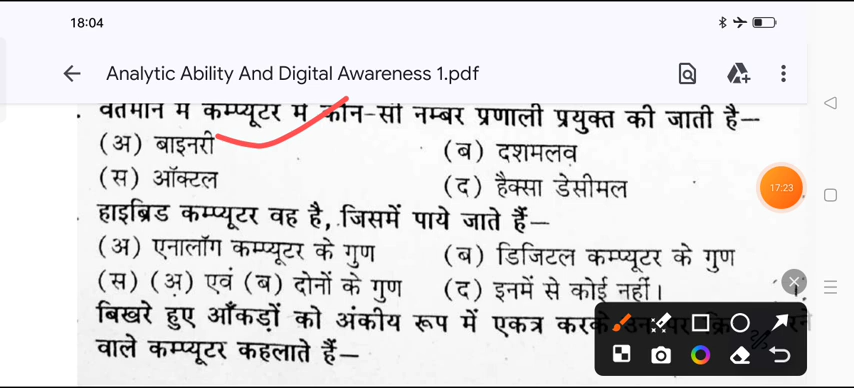 18:04
Analytic Ability And Digital Awareness 1.pdf
वर्तमान में कम्प्यूटर में कौन-सी नम्बर प्रणाली प्रयुक्त की जाती है—
(अ) बाइनरी (ब) दशमलव
(स) ऑक्टल (द) हैक्सा डेसीमल
17:23
हाइब्रिड कम्प्यूटर वह है, जिसमें पाये जाते हैं—
(अ) एनालॉग कम्प्यूटर के गुण (ब) डिजिटल कम्प्यूटर के गुण
(स) (अ) एवं (ब) दोनों के गुण (द) इनमें से कोई नहीं।
बिखरे हुए आँकड़ों को अंकीय रूप में एकत्र करके
वाले कम्प्यूटर कहलाते हैं—